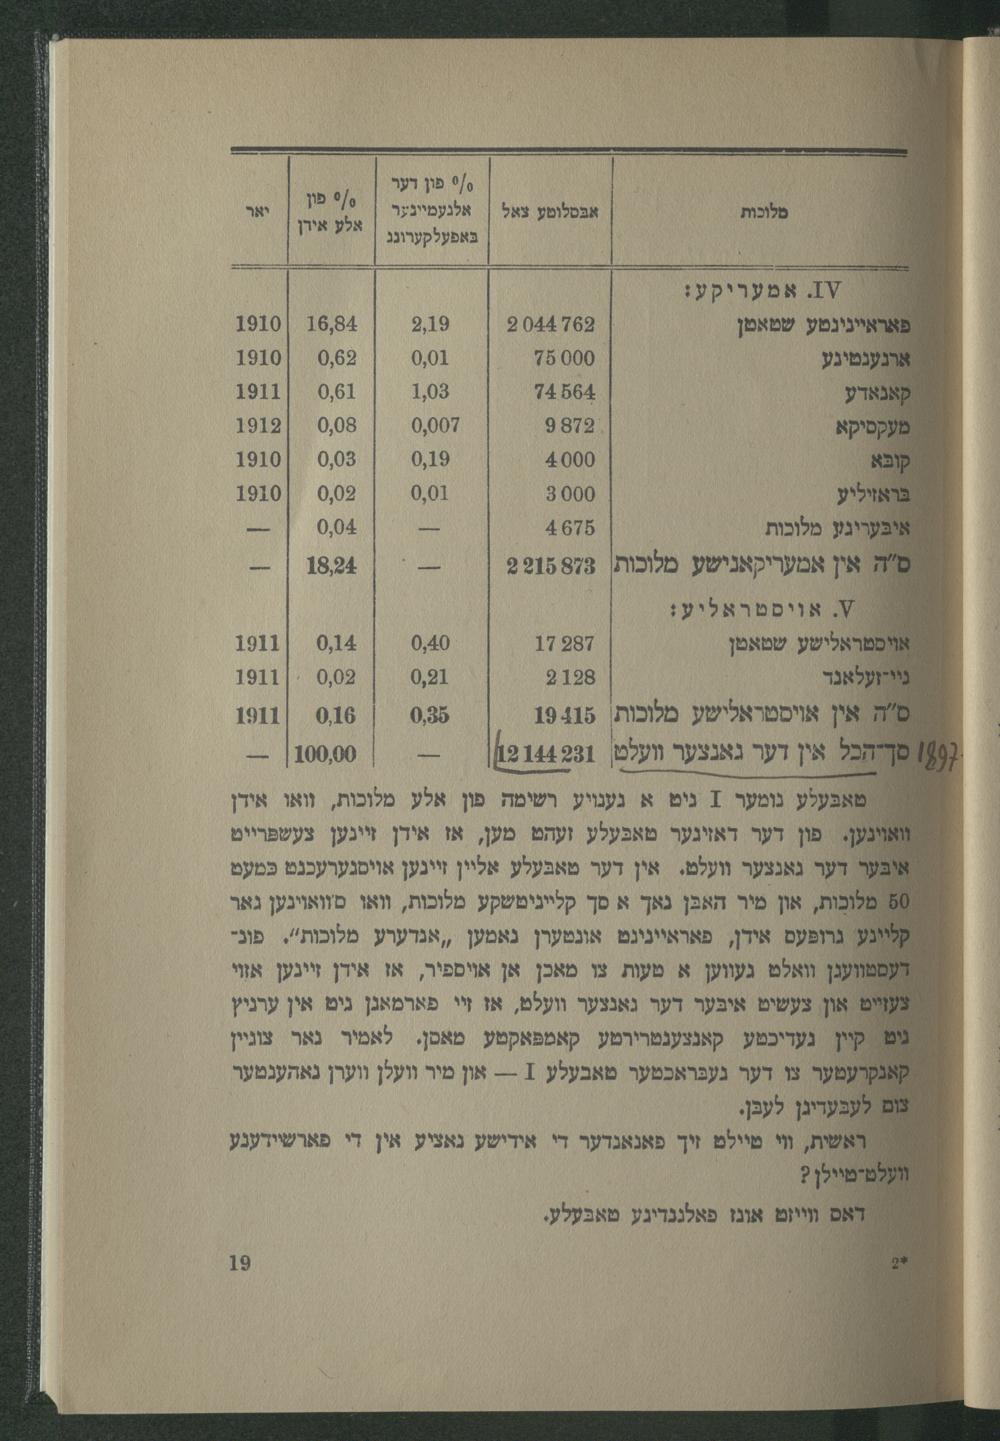 מלוכות אבסלוטע צאל % פון דער אלגעמיינער באפעלקערונג % פון אלע אידן יאר
IV. אמעריקע:
פאראייניגטע שטאטן 2 044 762 2,19 16,84 1910
ארגענטינע 75 000 0,01 0,62 1910
קאנאדע 74 564 1,03 0,61 1911
מעקסיקא 9 872 0,007 0,08 1912
קובא 4 000 0,19 0,03 1910
בראזיליע 3 000 0,01 0,02 1910
איבעריגע מלוכות 4 675 — 0,04 —
ס״ה אין אמעריקאנישע מלוכות 2 215 873 — 18,24 —
V. אויסטראליע:
אויסטראלישע שטאטן 17 287 0,40 0,14 1911
ניי־זעלאנד 2 128 0,21 0,02 1911
ס״ה אין אויסטראלישע מלוכות 19 415 0,35 0,16 1911
1897 סך־הכל אין דער גאנצער וועלט 12 144 231 — 100,00 —
טאבעלע נומער I גיט א גענויע רשימה פון אלע מלוכות, וואו אידן
וואוינען. פון דער דאזיגער טאבעלע זעהט מען, אז אידן זיינען צעשפרייט
איבער דער גאנצער וועלט. אין דער טאבעלע אליין זיינען אויסגערעכנט כמעט
50 מלוכות, און מיר האבן נאך א סך קלייניטשקע מלוכות, וואו ס׳וואוינען גאר
קליינע גרופעס אידן, פאראייניגט אונטערן נאמען „אנדערע מלוכות״. פונ־
דעסטוועגן וואלט געווען א טעות צו מאכן אן אויספיר, אז אידן זיינען אזוי
צעזייט און צעשיט איבער דער גאנצער וועלט, אז זיי פארמאגן ניט אין ערגיץ
ניט קיין געדיכטע קאנצענטרירטע קאמפאקטע מאסן. לאמיר נאר צוגיין
קאנקרעטער צו דער געבראכטער טאבעלע I — און מיר וועלן ווערן נאהענטער
צום לעבעדיגן לעבן.
ראשית, ווי טיילט זיך פאנאנדער די אידישע נאציע אין די פארשיידענע
וועלט־טיילן?
דאס ווייזט אונז פאלגנדיגע טאבעלע.
2* 19